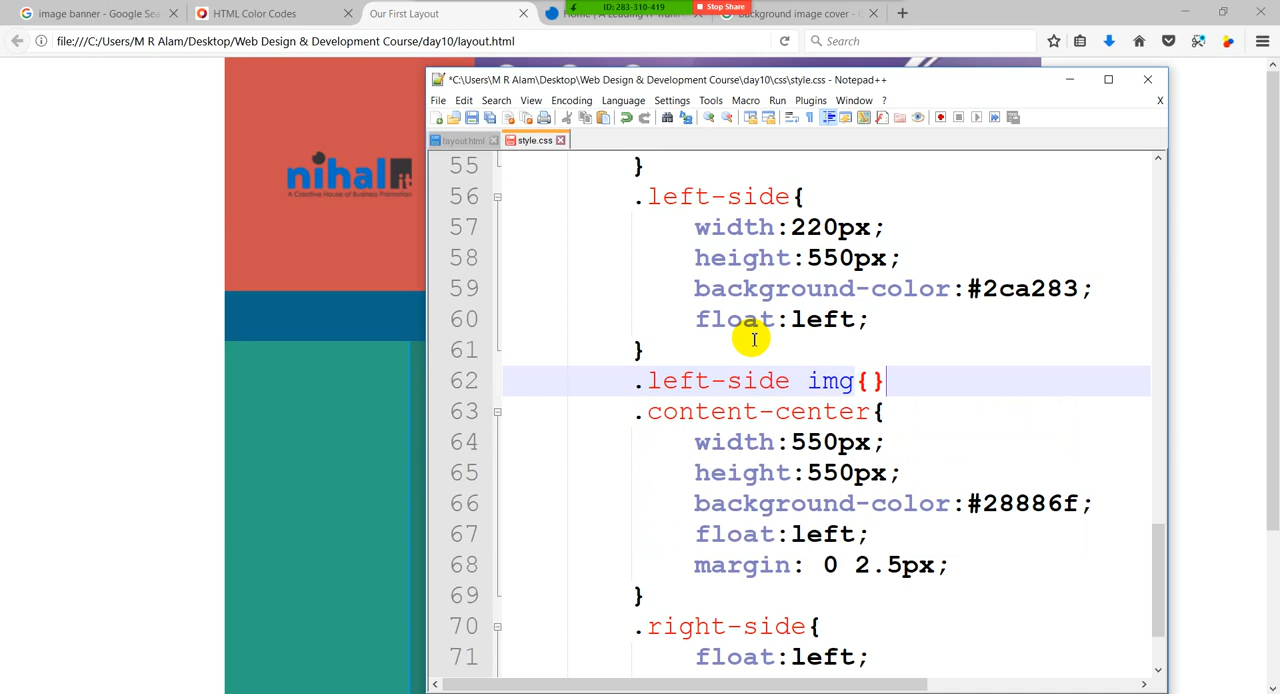 image banner - Google Sea
HTML Color Codes
Our First Layout
ID: 283-310-419
Stop Share
background image cover - G
file:///C:/Users/M R Alam/Desktop/Web Design & Development Course/day10/layout.html
Search
*C:\Users\M R Alam\Desktop\Web Design & Development Course\day10\css\style.css - Notepad++
File Edit Search View Encoding Language Settings Tools Macro Run Plugins Window ?
X
layout.html
style.css
nihal it
A Creative House of Business Promotion
55 }
56 .left-side{
57 width:220px;
58 height:550px;
59 background-color:#2ca283;
60 float:left;
61 }
62 .left-side img{}
63 .content-center{
64 width:550px;
65 height:550px;
66 background-color:#28886f;
67 float:left;
68 margin: 0 2.5px;
69 }
70 .right-side{
71 float:left;